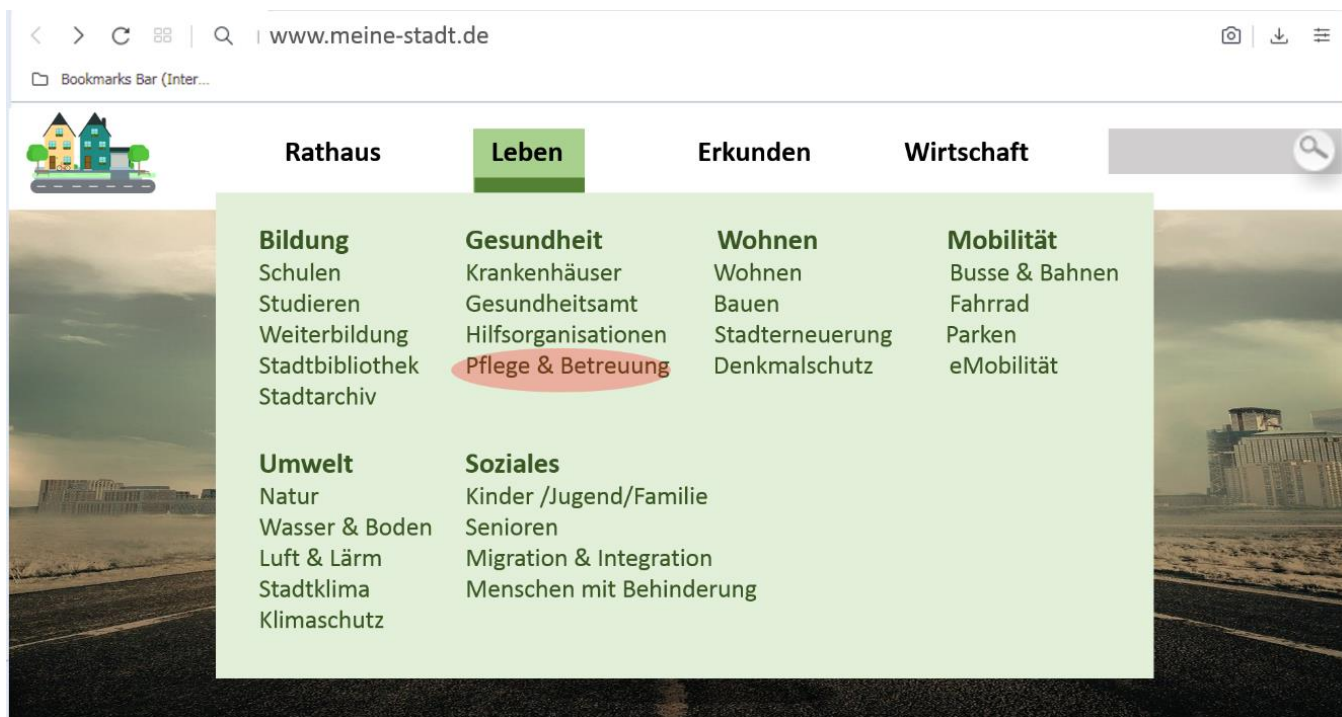 www.meine-stadt.de
Bookmarks Bar (Inter...
Rathaus Leben Erkunden Wirtschaft
Bildung
Schulen
Studieren
Weiterbildung
Stadtbibliothek
Stadtarchiv
Gesundheit
Krankenhäuser
Gesundheitsamt
Hilfsorganisationen
Pflege & Betreuung
Wohnen
Wohnen
Bauen
Stadterneuerung
Denkmalschutz
Mobilität
Busse & Bahnen
Fahrrad
Parken
eMobilität
Umwelt
Natur
Wasser & Boden
Luft & Lärm
Stadtklima
Klimaschutz
Soziales
Kinder /Jugend/Familie
Senioren
Migration & Integration
Menschen mit Behinderung